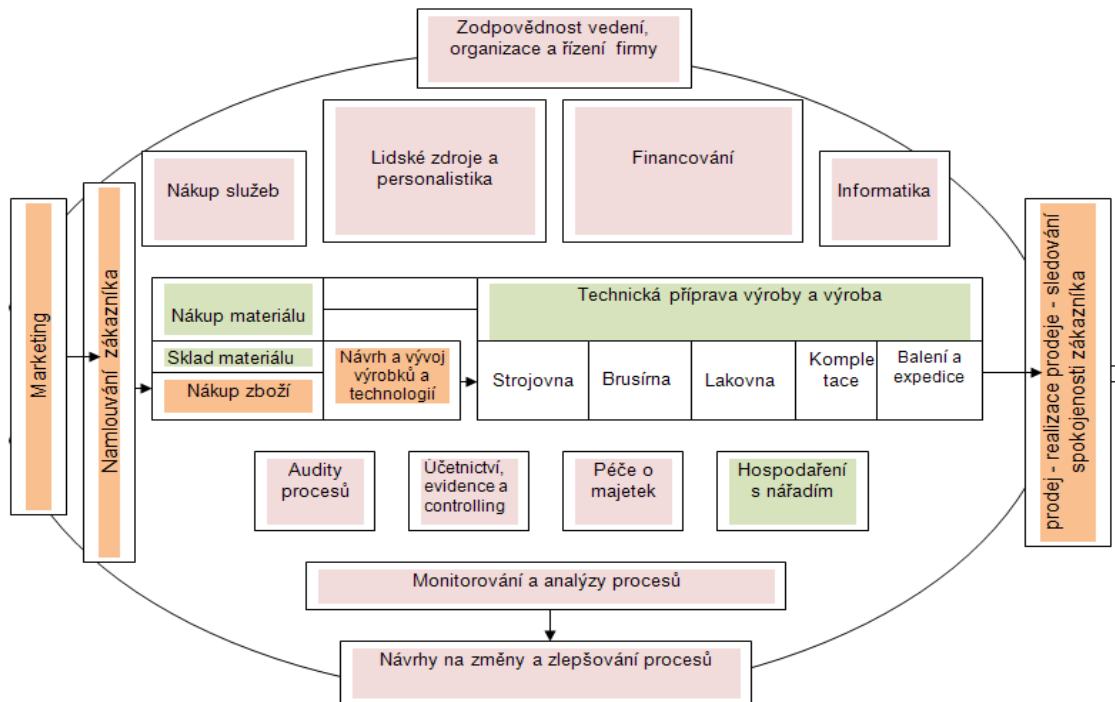 Zodpovědnost vedení,
organizace a řízení firmy
Lidské zdroje a
personalistika
Financování
Nákup služeb
Informatika
Marketing
Namlouvání zákazníka
Nákup materiálu
Sklad materiálu
Nákup zboží
Návrh a vývoj
výrobků a
technologií
Technická příprava výroby a výroba
Strojovna
Brusírna
Lakovna
Komple
tace
Balení a
expedice
prodej - realizace prodeje - sledování
spokojenosti zákazníka
Audity
procesů
Účetnictví,
evidence a
controlling
Péče o
majetek
Hospodaření
s nářadím
Monitorování a analýzy procesů
Návrhy na změny a zlepšování procesů